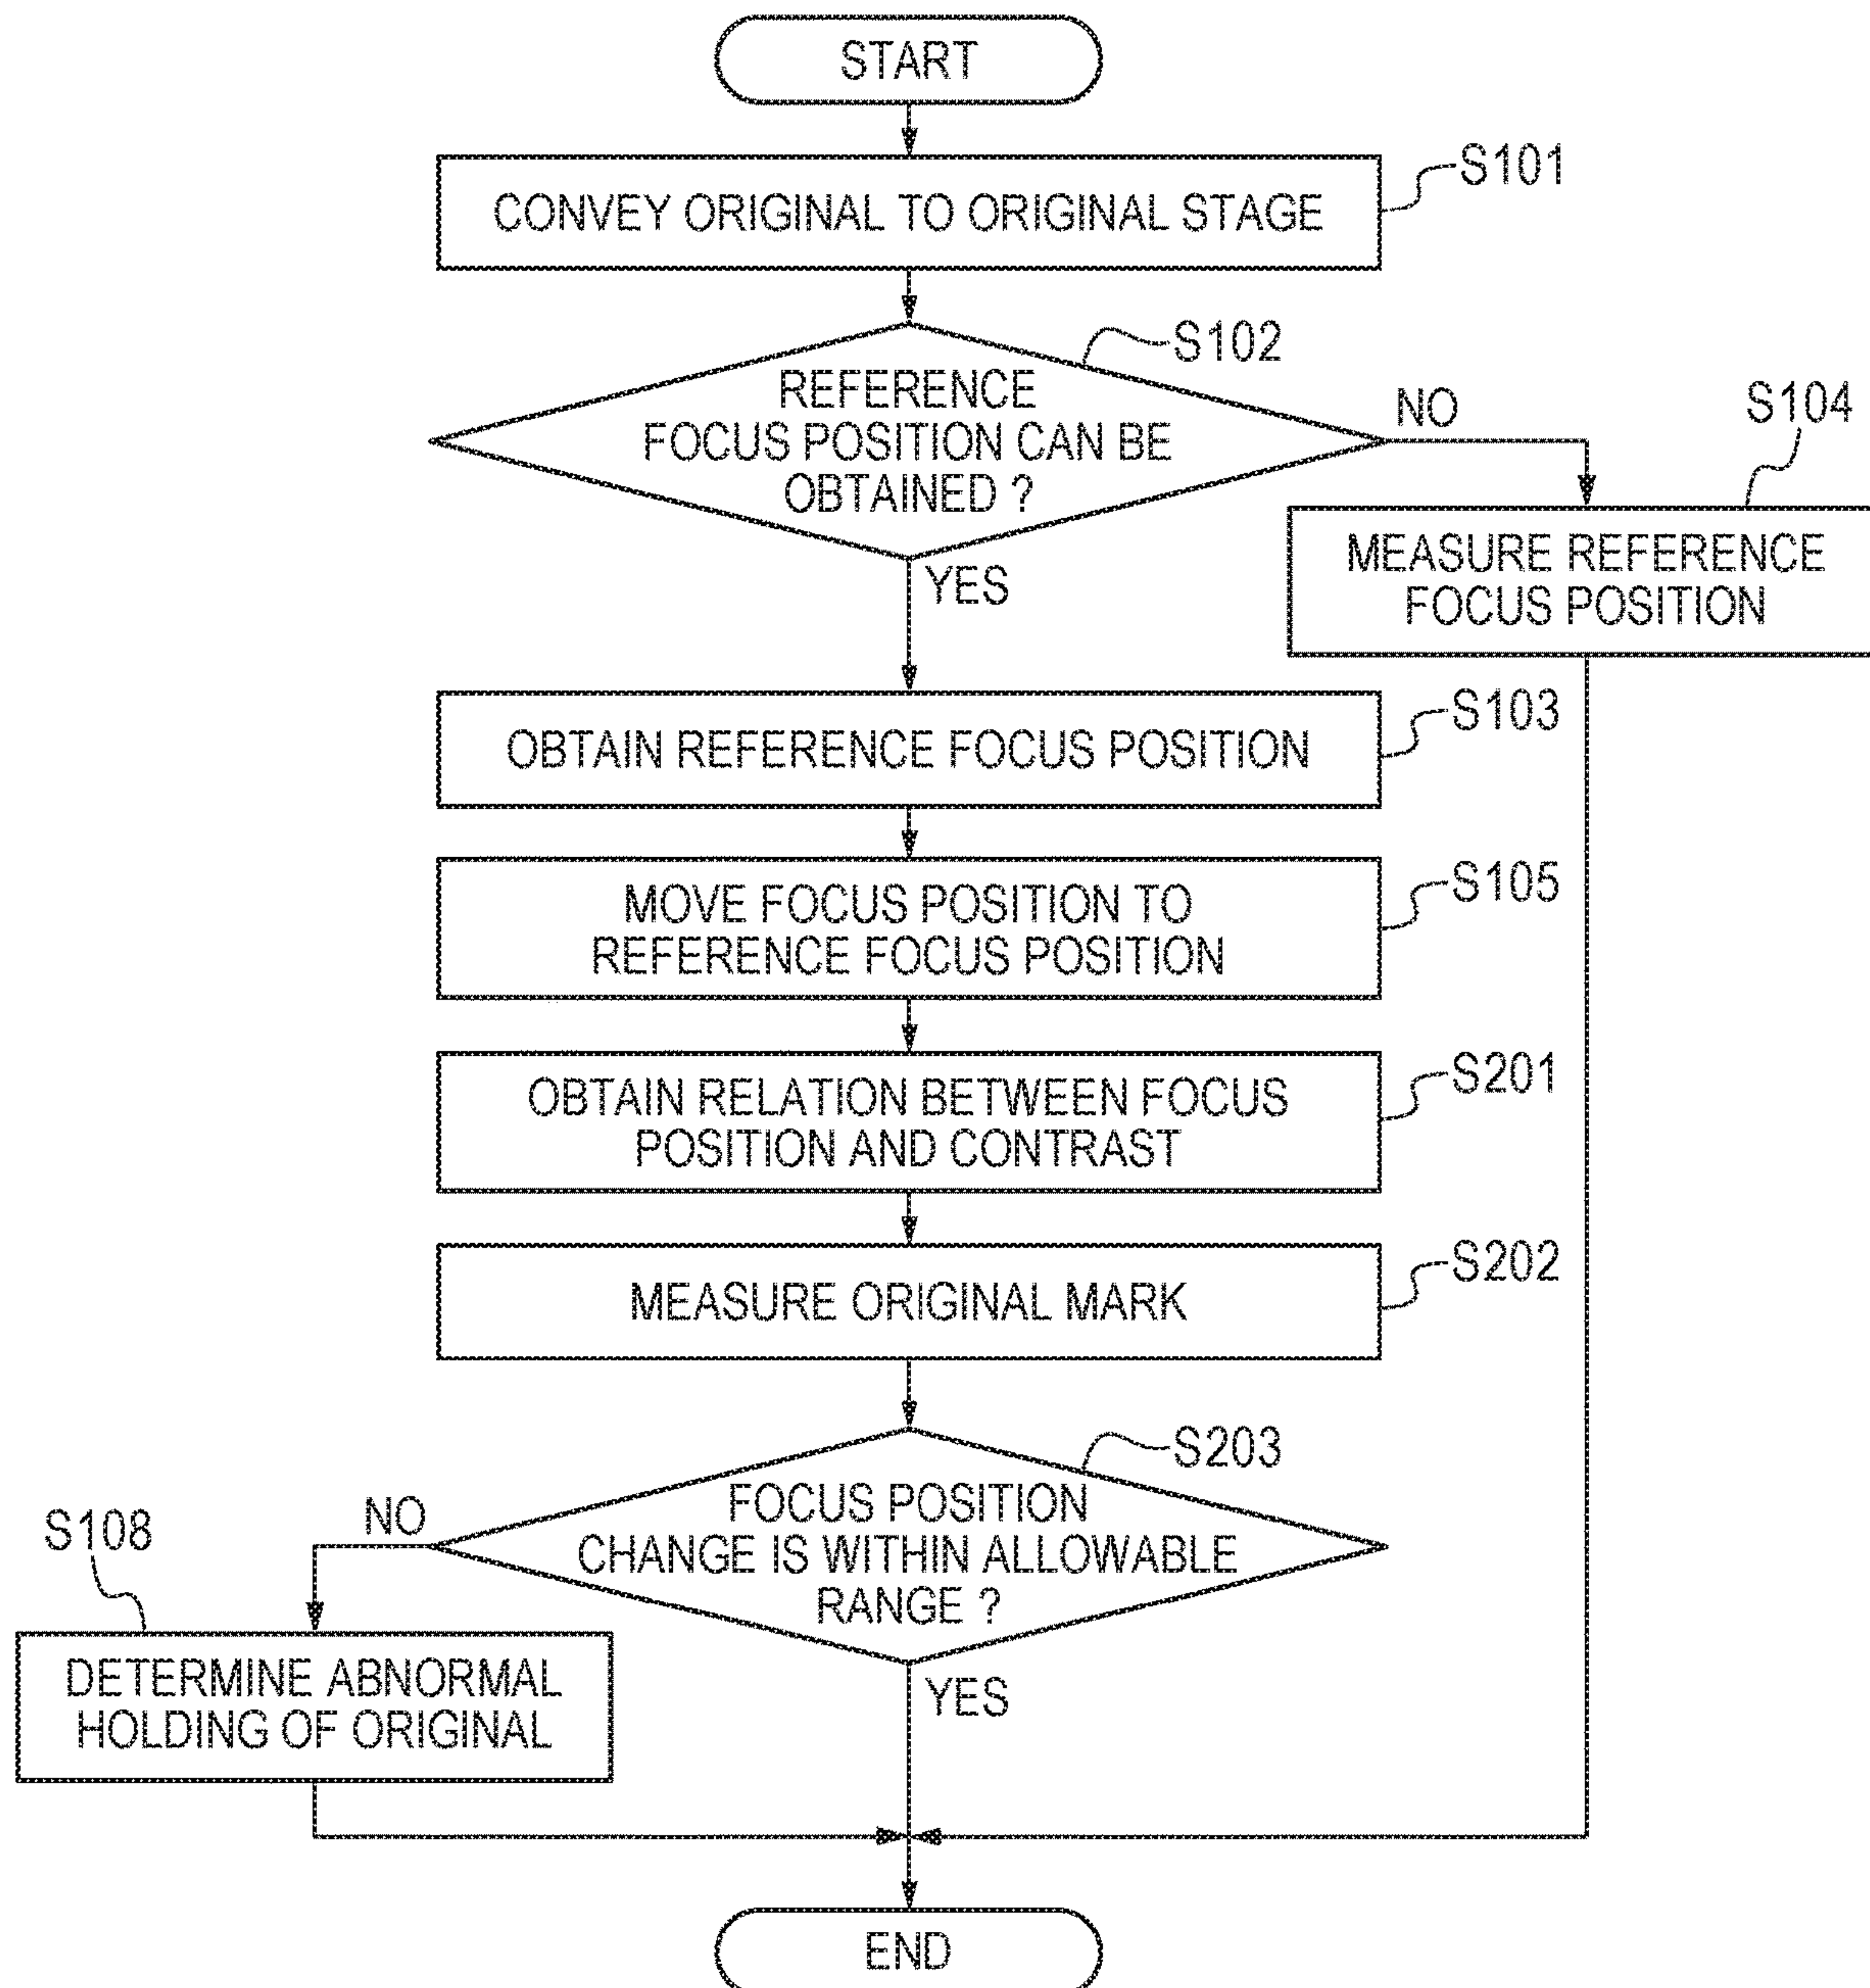 START
S101
CONVEY ORIGINAL TO ORIGINAL STAGE
S102
REFERENCE
FOCUS POSITION CAN BE
OBTAINED ?
NO
S104
MEASURE REFERENCE
FOCUS POSITION
YES
S103
OBTAIN REFERENCE FOCUS POSITION
S105
MOVE FOCUS POSITION TO
REFERENCE FOCUS POSITION
S201
OBTAIN RELATION BETWEEN FOCUS
POSITION AND CONTRAST
S202
MEASURE ORIGINAL MARK
S203
FOCUS POSITION
CHANGE IS WITHIN ALLOWABLE
RANGE ?
NO
S108
DETERMINE ABNORMAL
HOLDING OF ORIGINAL
YES
END